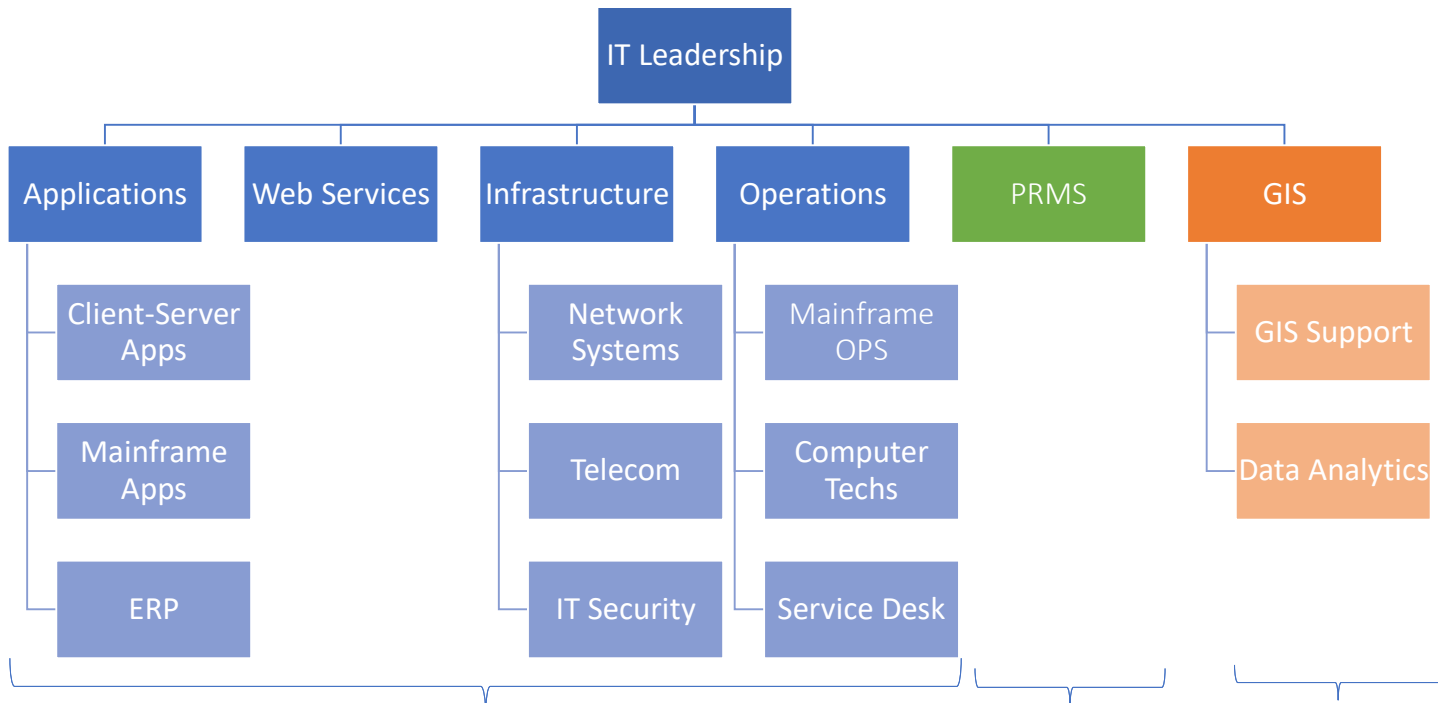 IT Leadership
Applications
Web Services
Infrastructure
Operations
PRMS
GIS
Client-Server
Apps
Network
Systems
Mainframe
OPS
GIS Support
Mainframe
Apps
Telecom
Computer
Techs
Data Analytics
ERP
IT Security
Service Desk